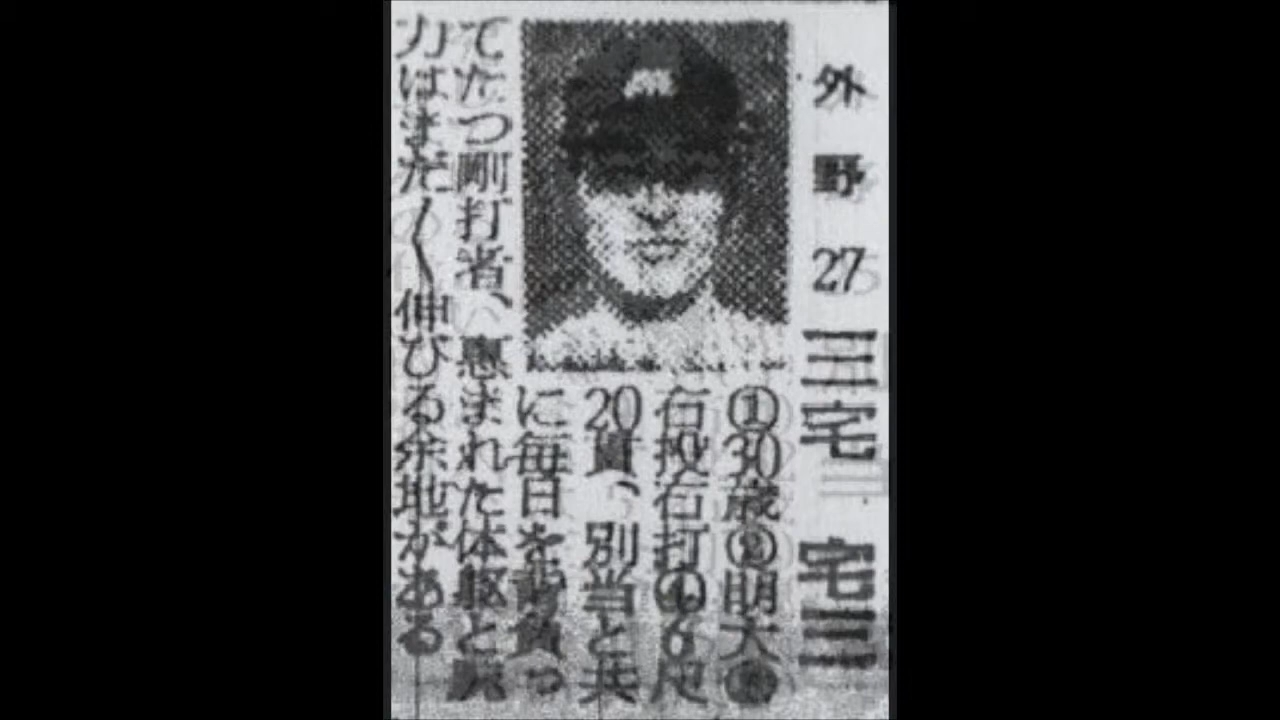 外野 27 三宅 宅三
①30歳②明大③
右投右打④6尺
20貫、別当と共
に毎日を背負っ
てたつ剛打者、恵まれた体躯と
力はまだ〱伸びる余地がある